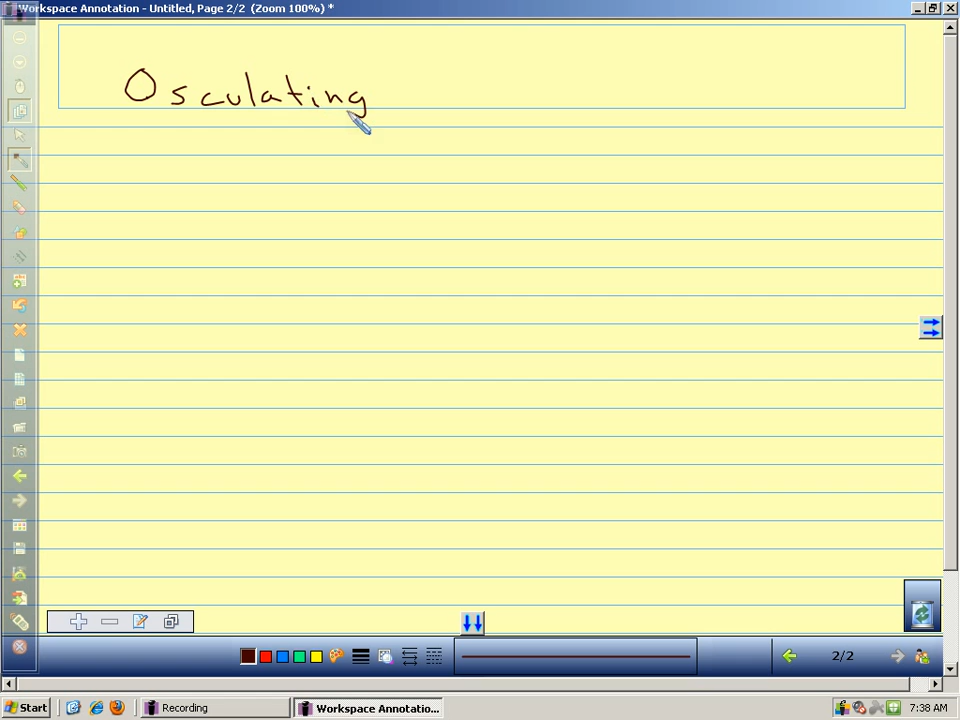 Workspace Annotation - Untitled, Page 2/2 (Zoom 100%) *
Osculating
2/2
Start
Recording
Workspace Annotatio...
7:38 AM